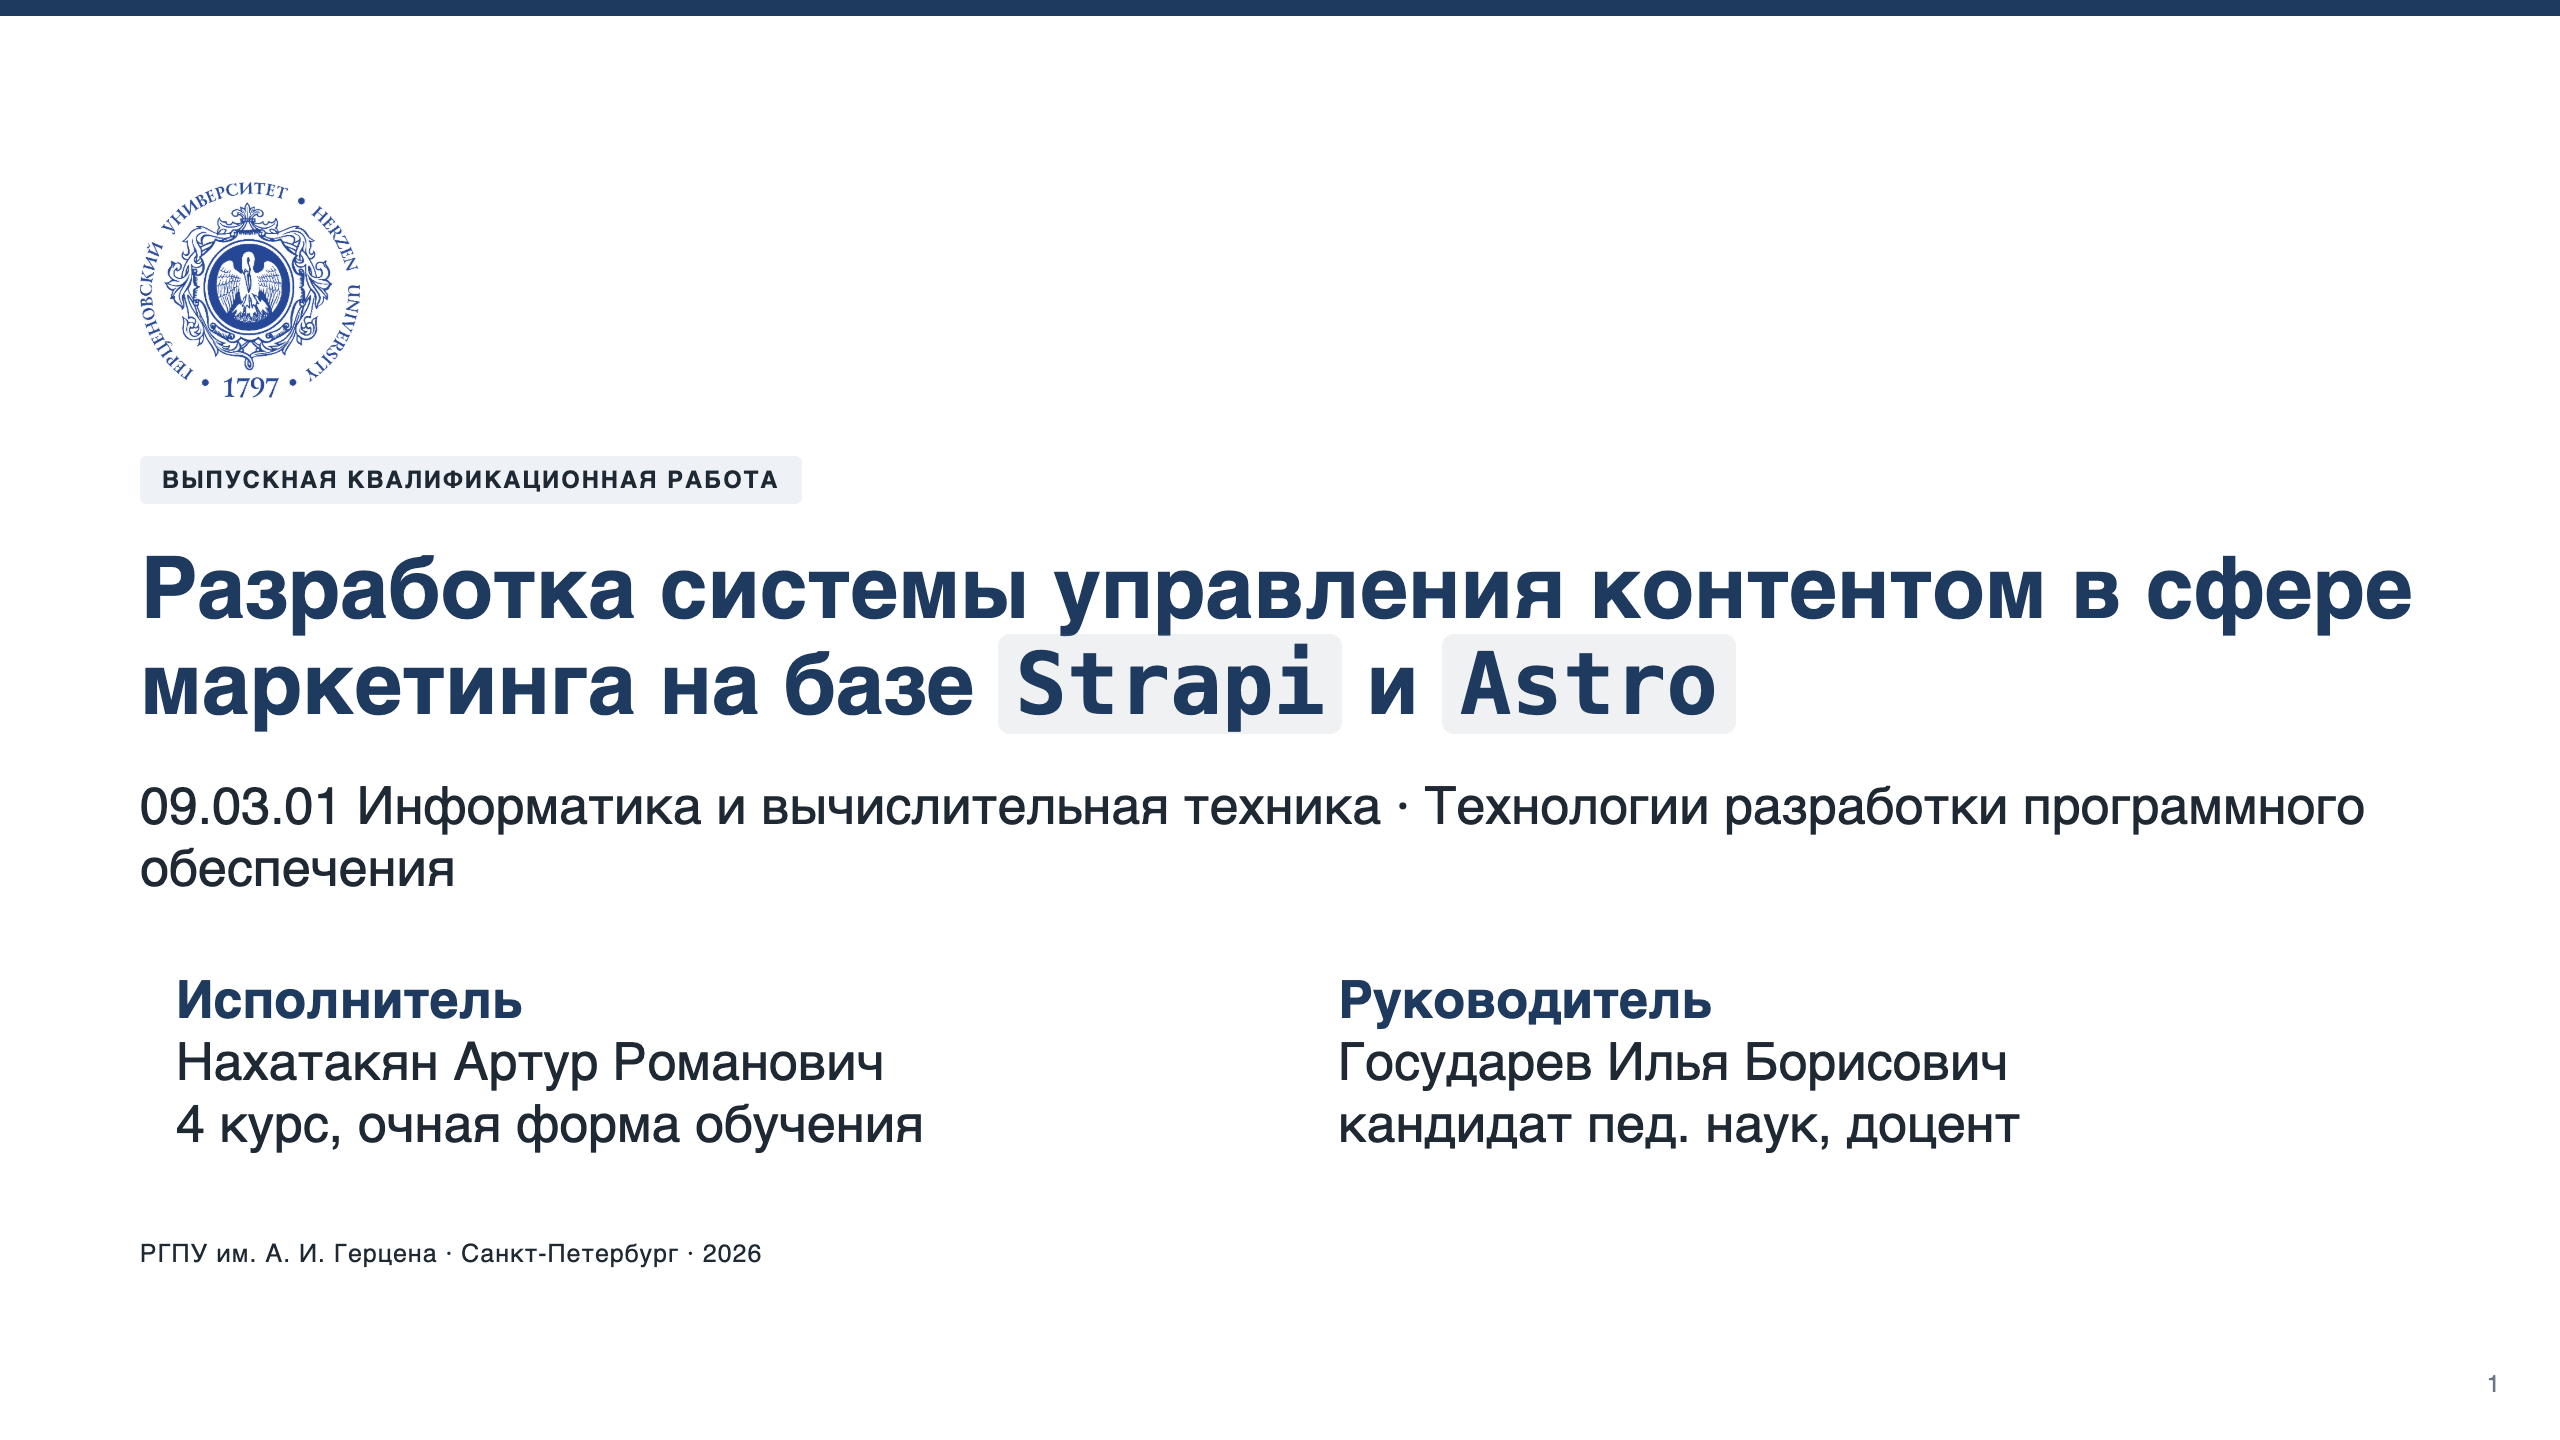 ГЕРЦЕНОВСКИЙ УНИВЕРСИТЕТ • HERZEN UNIVERSITY
• 1797 •
ВЫПУСКНАЯ КВАЛИФИКАЦИОННАЯ РАБОТА
Разработка системы управления контентом в сфере
маркетинга на базе Strapi и Astro
09.03.01 Информатика и вычислительная техника · Технологии разработки программного
обеспечения
Исполнитель
Нахатакян Артур Романович
4 курс, очная форма обучения
Руководитель
Государев Илья Борисович
кандидат пед. наук, доцент
РГПУ им. А. И. Герцена · Санкт-Петербург · 2026
1